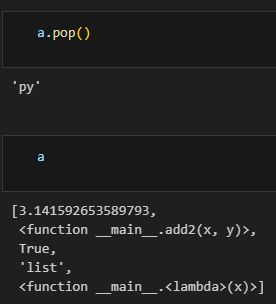 a.pop()
'py'
a
[3.141592653589793,
<function __main__.add2(x, y)>,
True,
'list',
<function __main__.<lambda>(x)>]